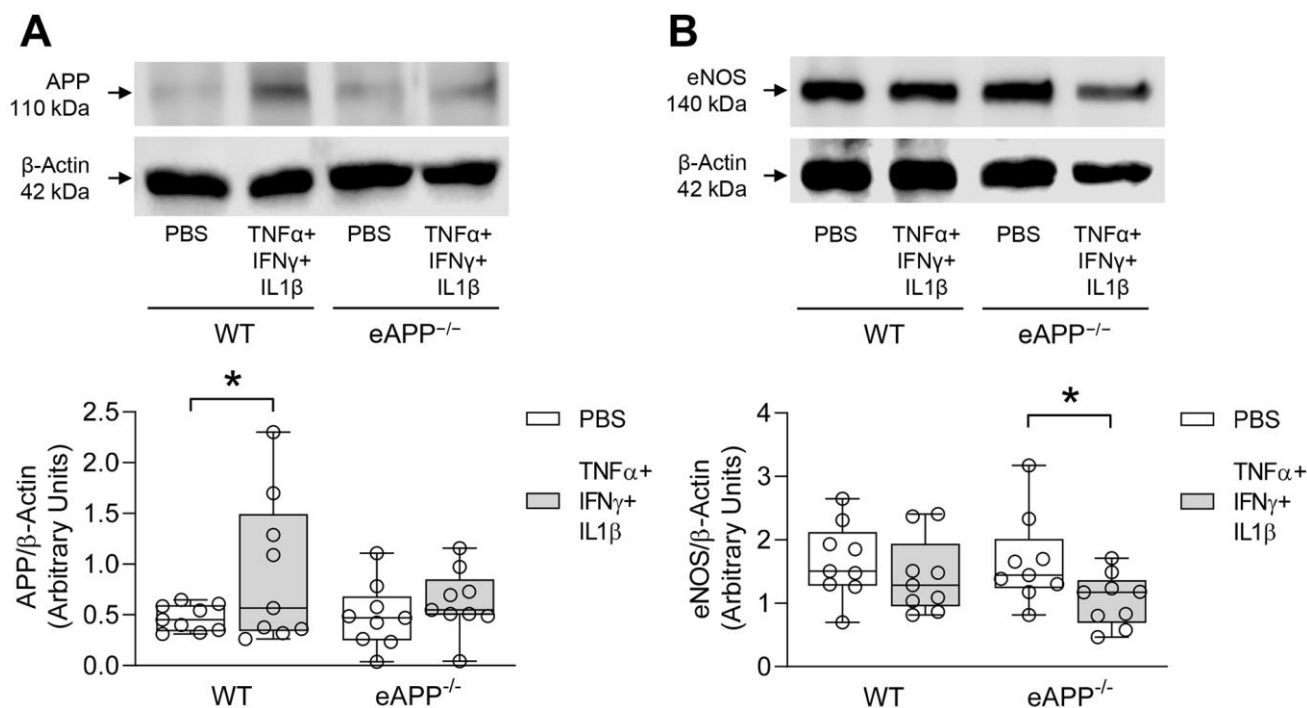 A
APP
110 kDa
β-Actin
42 kDa
PBS
TNFα+
IFNγ+
IL1β
PBS
TNFα+
IFNγ+
IL1β
WT
eAPP⁻/⁻
*
2.5
2.0
1.5
1.0
0.5
0.0
APP/β-Actin
(Arbitrary Units)
WT
eAPP⁻/⁻
PBS
TNFα+
IFNγ+
IL1β
B
eNOS
140 kDa
β-Actin
42 kDa
PBS
TNFα+
IFNγ+
IL1β
PBS
TNFα+
IFNγ+
IL1β
WT
eAPP⁻/⁻
*
4
3
2
1
0
eNOS/β-Actin
(Arbitrary Units)
WT
eAPP⁻/⁻
PBS
TNFα+
IFNγ+
IL1β